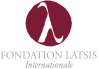 λ
FONDATION LATSIS
Internationale